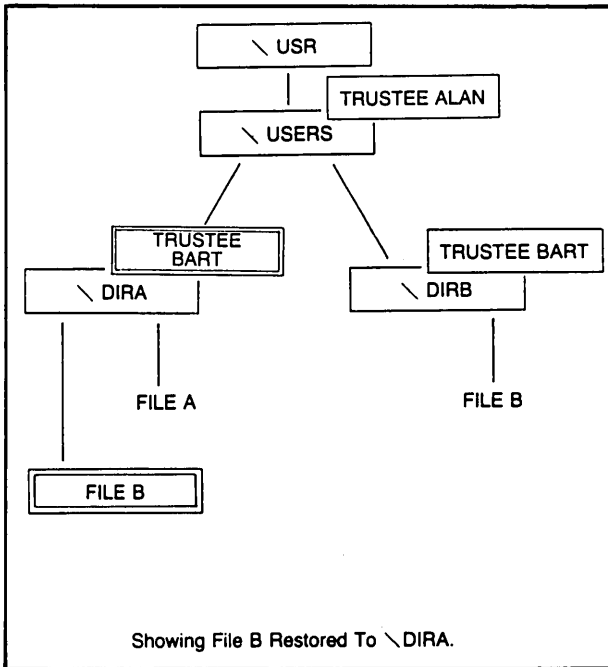 \ USR
TRUSTEE ALAN
\ USERS
TRUSTEE
BART
TRUSTEE BART
\ DIRA
\ DIRB
FILE A
FILE B
FILE B
Showing File B Restored To \DIRA.